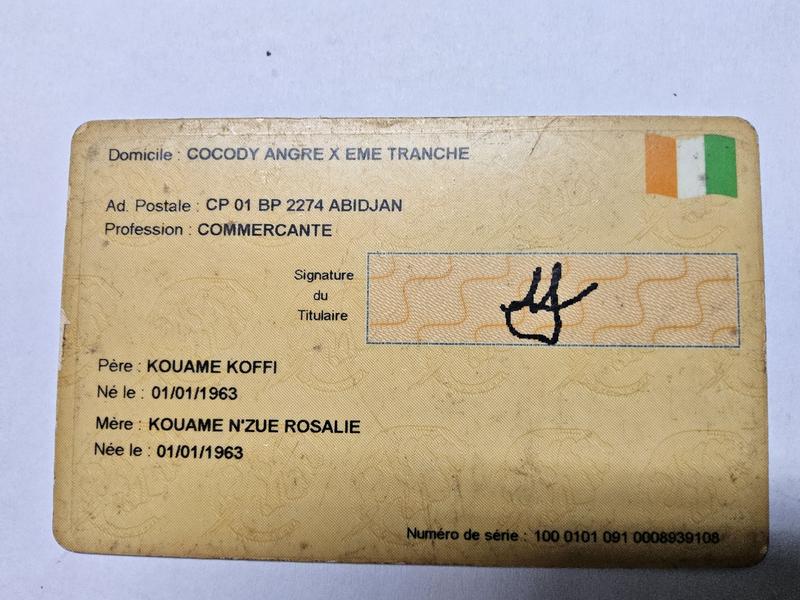 Domicile : COCODY ANGRE X EME TRANCHE
Ad. Postale : CP 01 BP 2274 ABIDJAN
Profession : COMMERCANTE
Signature
du
Titulaire
Père : KOUAME KOFFI
Né le : 01/01/1963
Mère : KOUAME N'ZUE ROSALIE
Née le : 01/01/1963
Numéro de série : 100 0101 091 0008939108